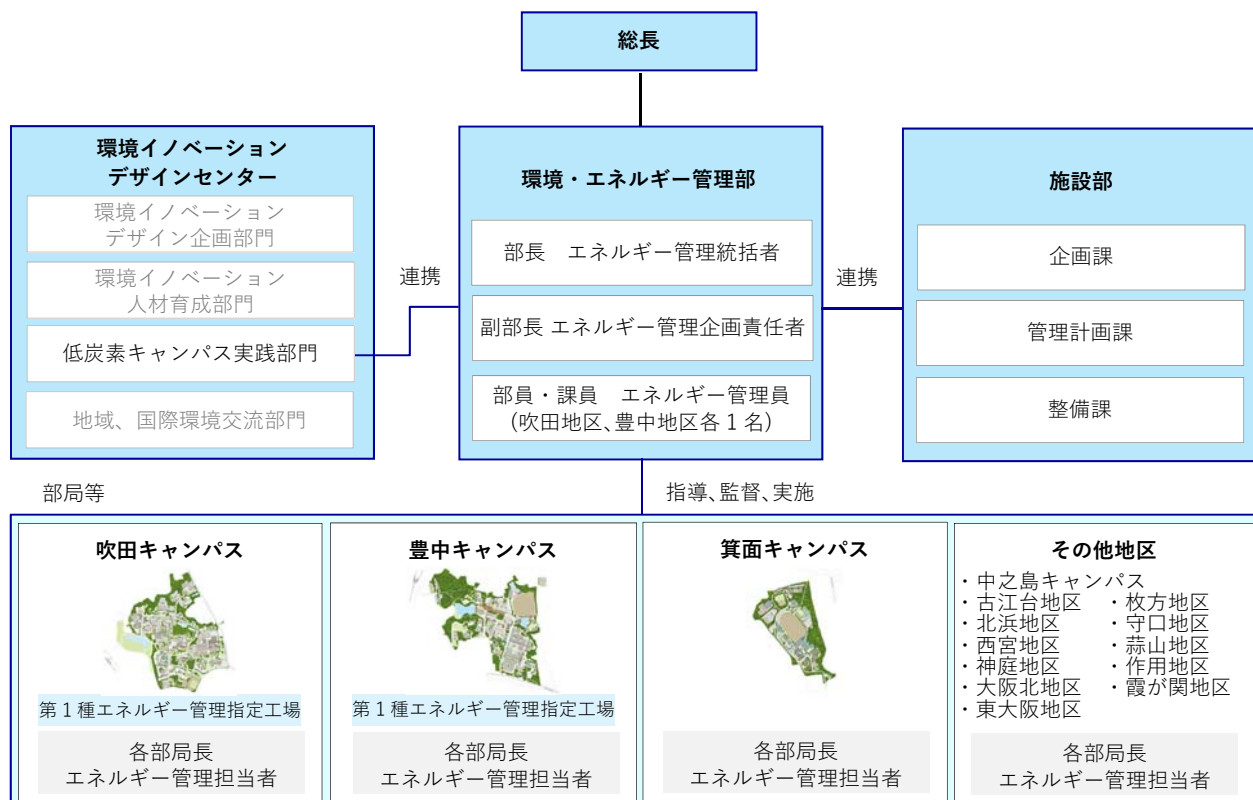 総長
環境イノベーション
デザインセンター
環境イノベーション
デザイン企画部門
環境イノベーション
人材育成部門
低炭素キャンパス実践部門
地域、国際環境交流部門
連携
環境・エネルギー管理部
部長　エネルギー管理統括者
副部長 エネルギー管理企画責任者
部員・課員　エネルギー管理員
(吹田地区、豊中地区各１名)
連携
施設部
企画課
管理計画課
整備課
部局等
指導、監督、実施
吹田キャンパス
第１種エネルギー管理指定工場
各部局長
エネルギー管理担当者
豊中キャンパス
第１種エネルギー管理指定工場
各部局長
エネルギー管理担当者
箕面キャンパス
各部局長
エネルギー管理担当者
その他地区
・中之島キャンパス
・古江台地区　・枚方地区
・北浜地区　・守口地区
・西宮地区　・蒜山地区
・神庭地区　・作用地区
・大阪北地区　・霞が関地区
・東大阪地区
各部局長
エネルギー管理担当者